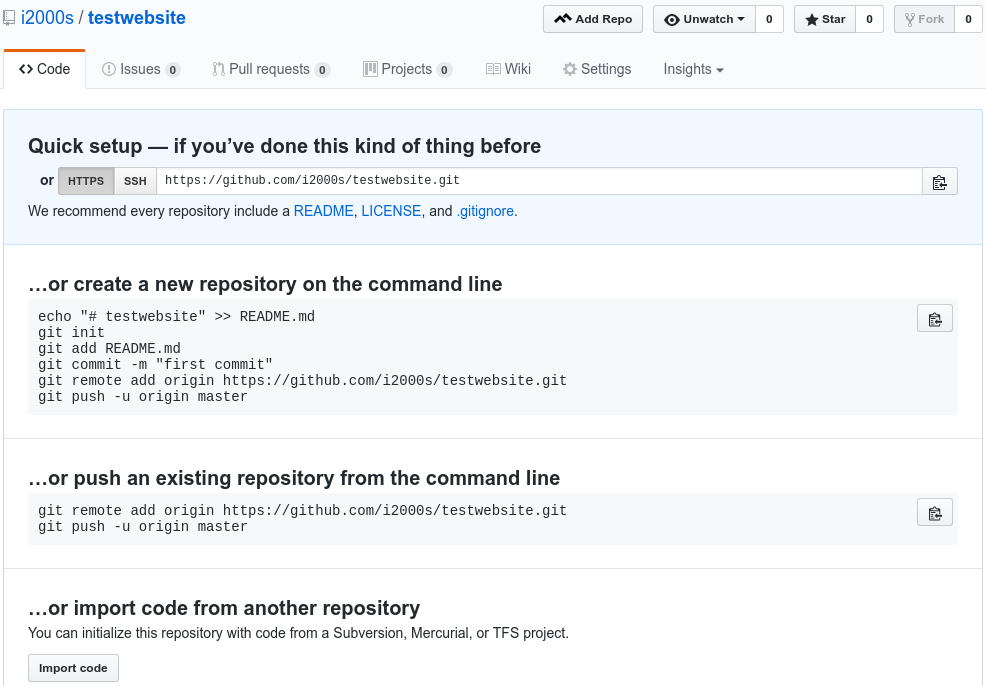 i2000s / testwebsite
Add Repo Unwatch 0 Star 0 Fork 0
Code Issues 0 Pull requests 0 Projects 0 Wiki Settings Insights
Quick setup — if you’ve done this kind of thing before
or HTTPS SSH https://github.com/i2000s/testwebsite.git
We recommend every repository include a README, LICENSE, and .gitignore.
…or create a new repository on the command line
echo "# testwebsite" >> README.md
git init
git add README.md
git commit -m "first commit"
git remote add origin https://github.com/i2000s/testwebsite.git
git push -u origin master
…or push an existing repository from the command line
git remote add origin https://github.com/i2000s/testwebsite.git
git push -u origin master
…or import code from another repository
You can initialize this repository with code from a Subversion, Mercurial, or TFS project.
Import code